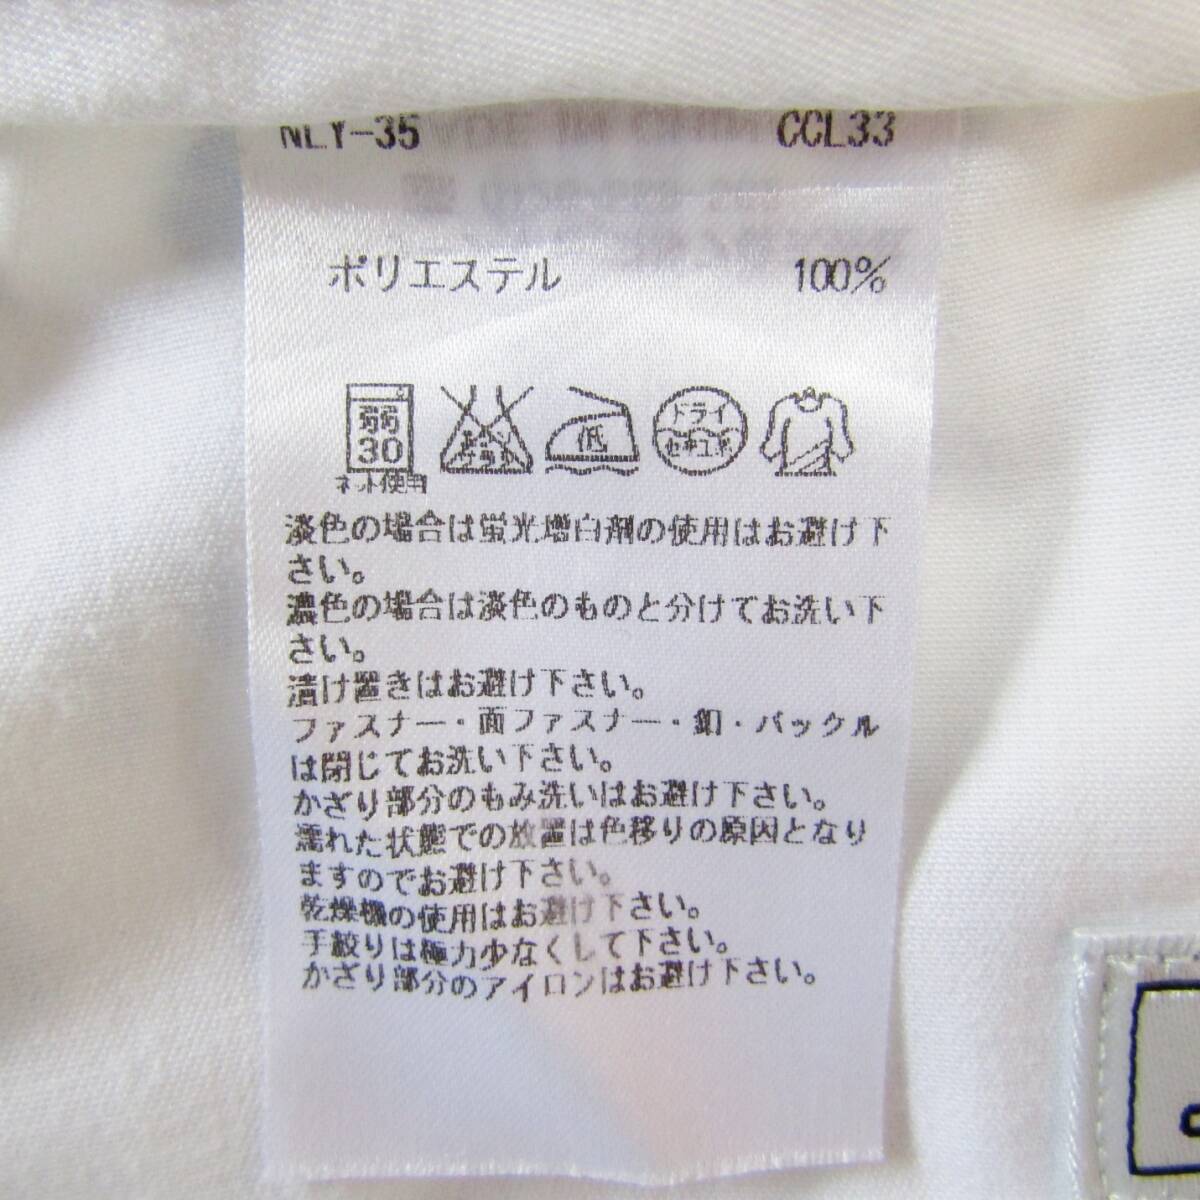 NLY-35 CCL33
ポリエステル 100%
弱
30
ネット使用
エンソ
サラシ
低
ドライ
セキユ系
淡色の場合は蛍光増白剤の使用はお避け下
さい。
濃色の場合は淡色のものと分けてお洗い下
さい。
漬け置きはお避け下さい。
ファスナー・面ファスナー・釦・バックル
は閉じてお洗い下さい。
かざり部分のもみ洗いはお避け下さい。
濡れた状態での放置は色移りの原因となり
ますのでお避け下さい。
乾燥機の使用はお避け下さい。
手絞りは極力少なくして下さい。
かざり部分のアイロンはお避け下さい。